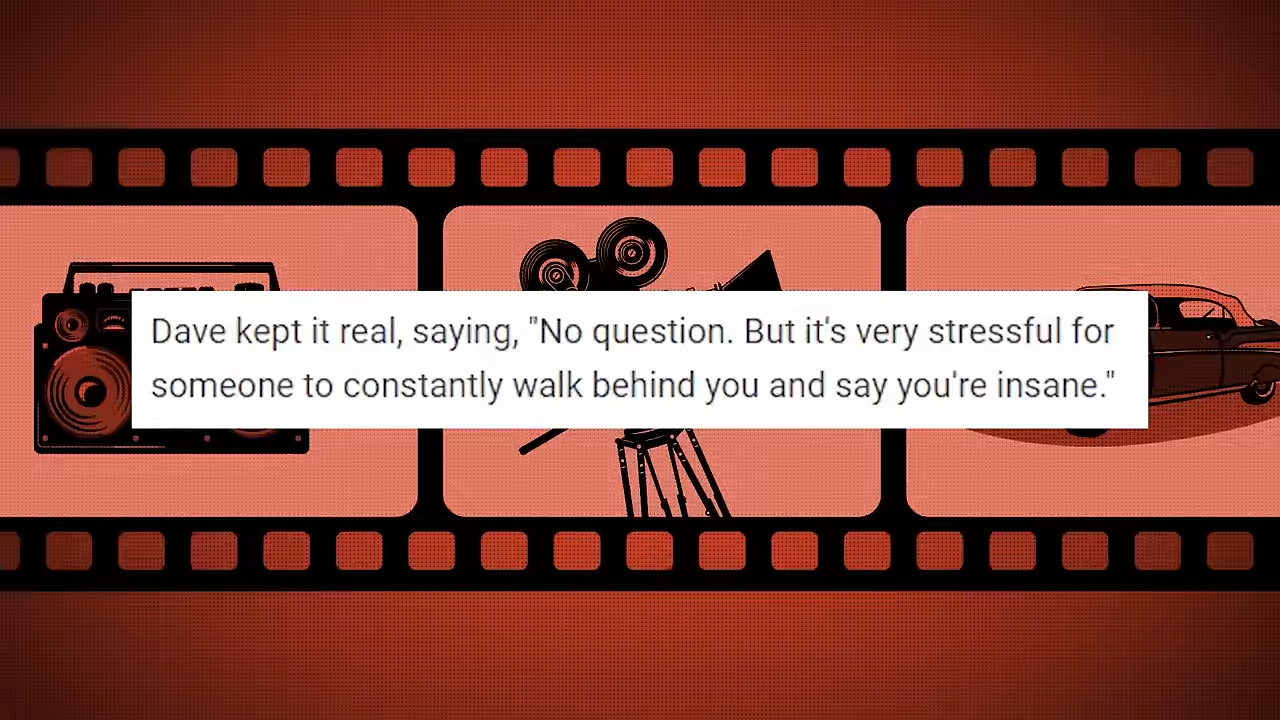 Dave kept it real, saying, "No question. But it's very stressful for
someone to constantly walk behind you and say you're insane."